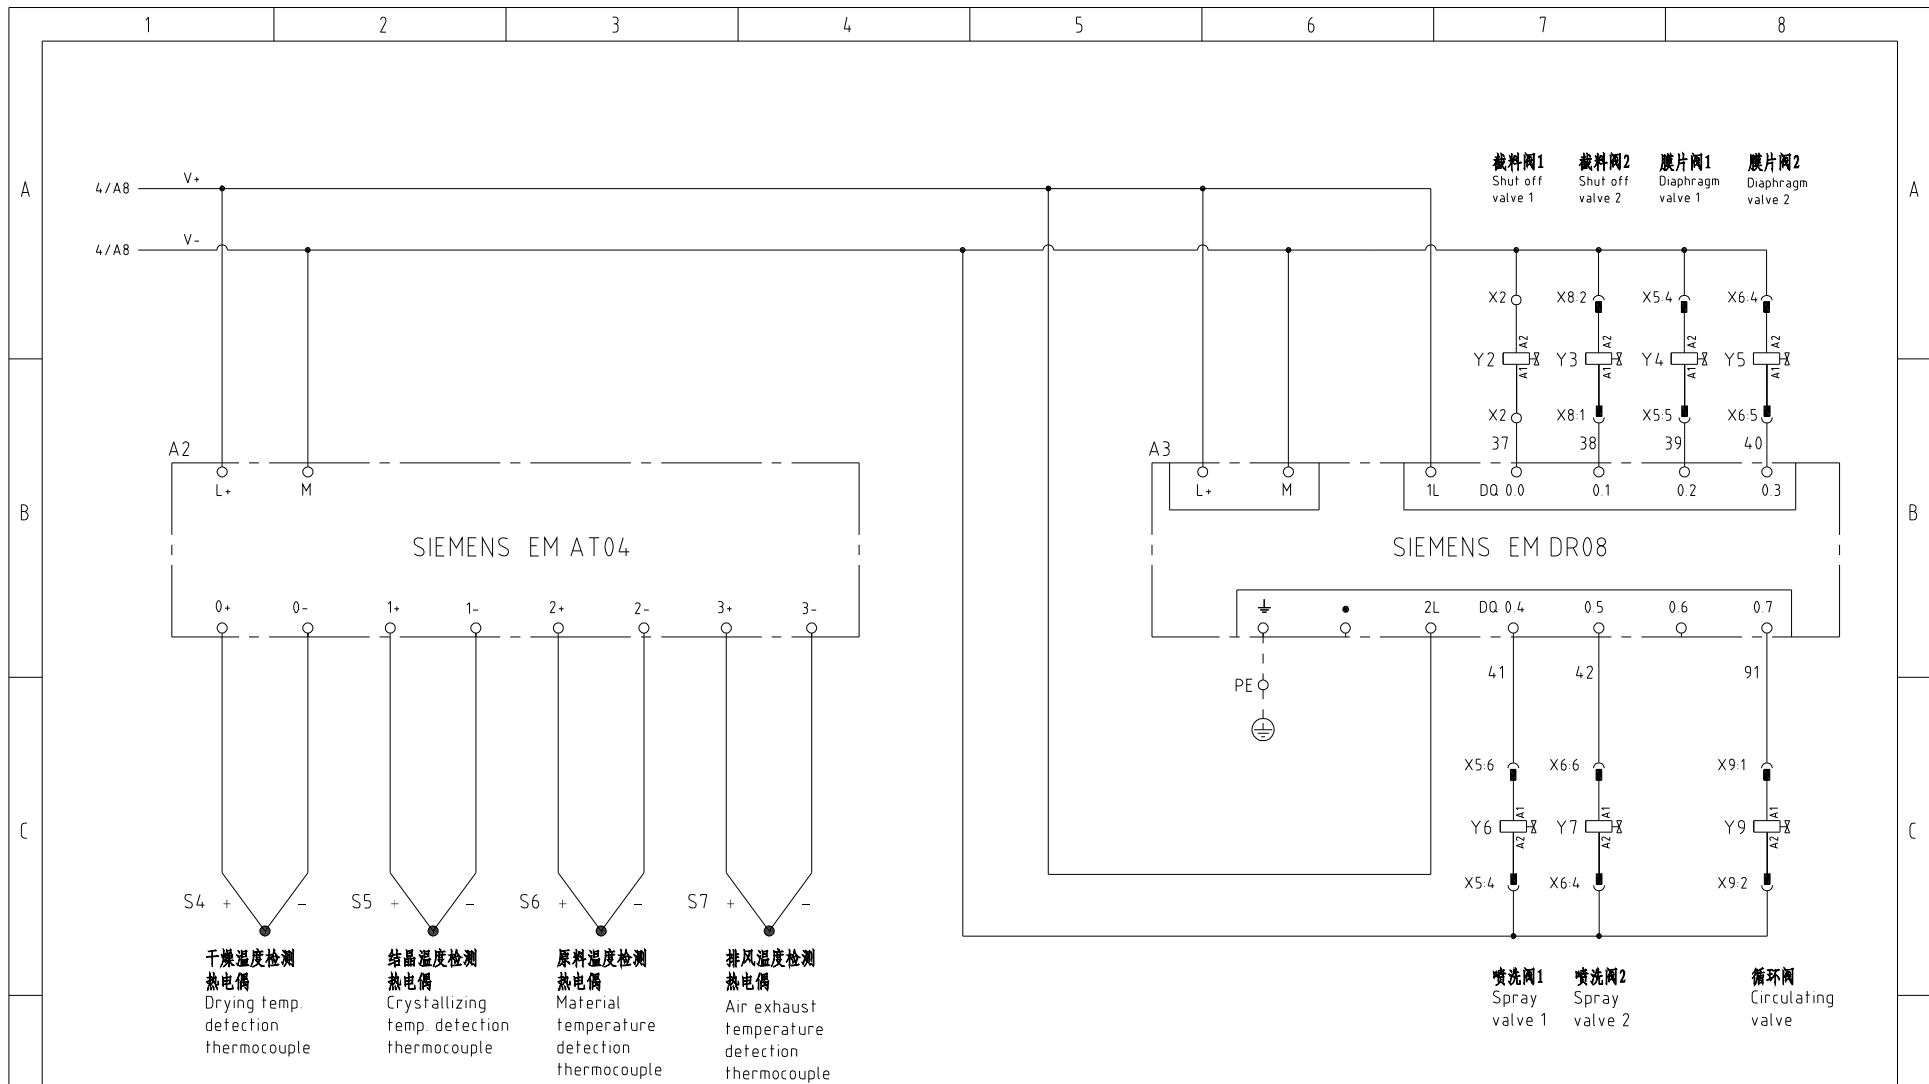 1 2 3 4 5 6 7 8
截料阀1 截料阀2 膜片阀1 膜片阀2
Shut off Shut off Diaphragm Diaphragm
valve 1 valve 2 valve 1 valve 2
A 4/A8 V+ A
4/A8 V-
X2 X8:2 X5:4 X6:4
A2 A2 A2 A2
Y2 Y3 Y4 Y5
A1 A1 A1 A1
X2 X8:1 X5:5 X6:5
37 38 39 40
A2 A3
L+ M L+ M 1L DQ 0.0 0.1 0.2 0.3
B B
SIEMENS EM AT04 SIEMENS EM DR08
0+ 0- 1+ 1- 2+ 2- 3+ 3- 2L DQ 0.4 0.5 0.6 0.7
41 42 91
PE
X5:6 X6:6 X9:1
A1 A1 A1
C Y6 Y7 Y9 C
A2 A2 A2
X5:4 X6:4 X9:2
S4 + - S5 + - S6 + - S7 + -
干燥温度检测
热电偶
Drying temp.
detection
thermocouple
结晶温度检测
热电偶
Crystallizing
temp. detection
thermocouple
原料温度检测
热电偶
Material
temperature
detection
thermocouple
排风温度检测
热电偶
Air exhaust
temperature
detection
thermocouple
喷洗阀1
Spray
valve 1
喷洗阀2
Spray
valve 2
循环阀
Circulating
valve